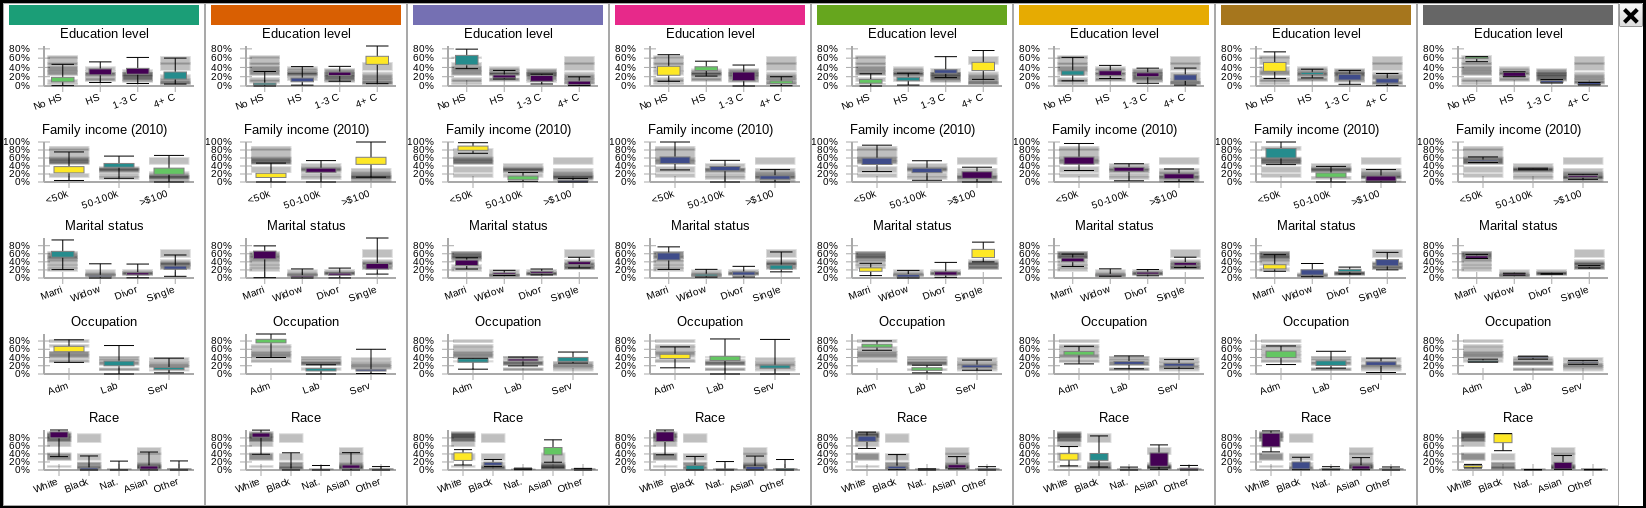 Education level Education level Education level Education level Education level Education level Education level Education level
80% 80% 80% 80% 80% 80% 80% 80%
60% 60% 60% 60% 60% 60% 60% 60%
40% 40% 40% 40% 40% 40% 40% 40%
20% 20% 20% 20% 20% 20% 20% 20%
0% 0% 0% 0% 0% 0% 0% 0%
No HS HS 1-3 C 4+ C No HS HS 1-3 C 4+ C No HS HS 1-3 C 4+ C No HS HS 1-3 C 4+ C No HS HS 1-3 C 4+ C No HS HS 1-3 C 4+ C No HS HS 1-3 C 4+ C No HS HS 1-3 C 4+ C
Family income (2010) Family income (2010) Family income (2010) Family income (2010) Family income (2010) Family income (2010) Family income (2010) Family income (2010)
100% 100% 100% 100% 100% 100% 100% 100%
80% 80% 80% 80% 80% 80% 80% 80%
60% 60% 60% 60% 60% 60% 60% 60%
40% 40% 40% 40% 40% 40% 40% 40%
20% 20% 20% 20% 20% 20% 20% 20%
0% 0% 0% 0% 0% 0% 0% 0%
<50k 50-100k >$100 <50k 50-100k >$100 <50k 50-100k >$100 <50k 50-100k >$100 <50k 50-100k >$100 <50k 50-100k >$100 <50k 50-100k >$100 <50k 50-100k >$100
Marital status Marital status Marital status Marital status Marital status Marital status Marital status Marital status
80% 80% 80% 80% 80% 80% 80% 80%
60% 60% 60% 60% 60% 60% 60% 60%
40% 40% 40% 40% 40% 40% 40% 40%
20% 20% 20% 20% 20% 20% 20% 20%
0% 0% 0% 0% 0% 0% 0% 0%
Marri Widow Divor Single Marri Widow Divor Single Marri Widow Divor Single Marri Widow Divor Single Marri Widow Divor Single Marri Widow Divor Single Marri Widow Divor Single Marri Widow Divor Single
Occupation Occupation Occupation Occupation Occupation Occupation Occupation Occupation
80% 80% 80% 80% 80% 80% 80% 80%
60% 60% 60% 60% 60% 60% 60% 60%
40% 40% 40% 40% 40% 40% 40% 40%
20% 20% 20% 20% 20% 20% 20% 20%
0% 0% 0% 0% 0% 0% 0% 0%
Adm Lab Serv Adm Lab Serv Adm Lab Serv Adm Lab Serv Adm Lab Serv Adm Lab Serv Adm Lab Serv Adm Lab Serv
Race Race Race Race Race Race Race Race
80% 80% 80% 80% 80% 80% 80% 80%
60% 60% 60% 60% 60% 60% 60% 60%
40% 40% 40% 40% 40% 40% 40% 40%
20% 20% 20% 20% 20% 20% 20% 20%
0% 0% 0% 0% 0% 0% 0% 0%
White Black Nat. Asian Other White Black Nat. Asian Other White Black Nat. Asian Other White Black Nat. Asian Other White Black Nat. Asian Other White Black Nat. Asian Other White Black Nat. Asian Other White Black Nat. Asian Other